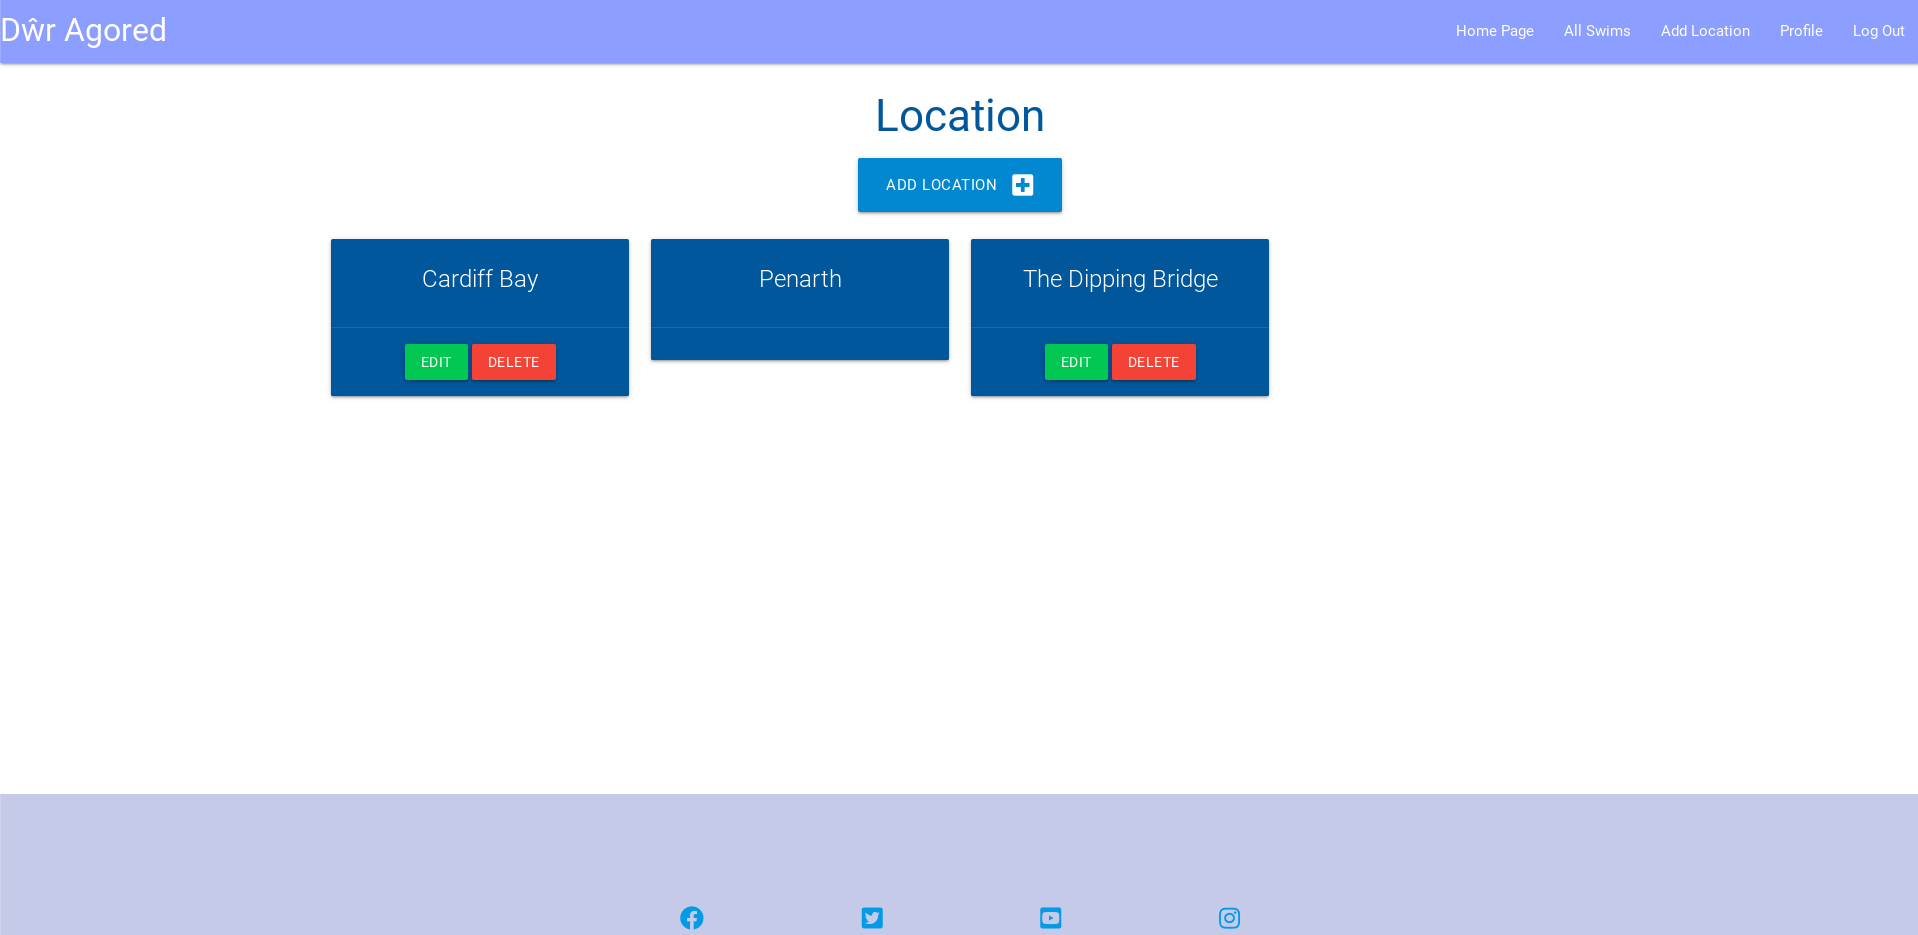 Dŵr Agored
Home Page All Swims Add Location Profile Log Out
Location
ADD LOCATION
Cardiff Bay
Penarth
The Dipping Bridge
EDIT DELETE
EDIT DELETE